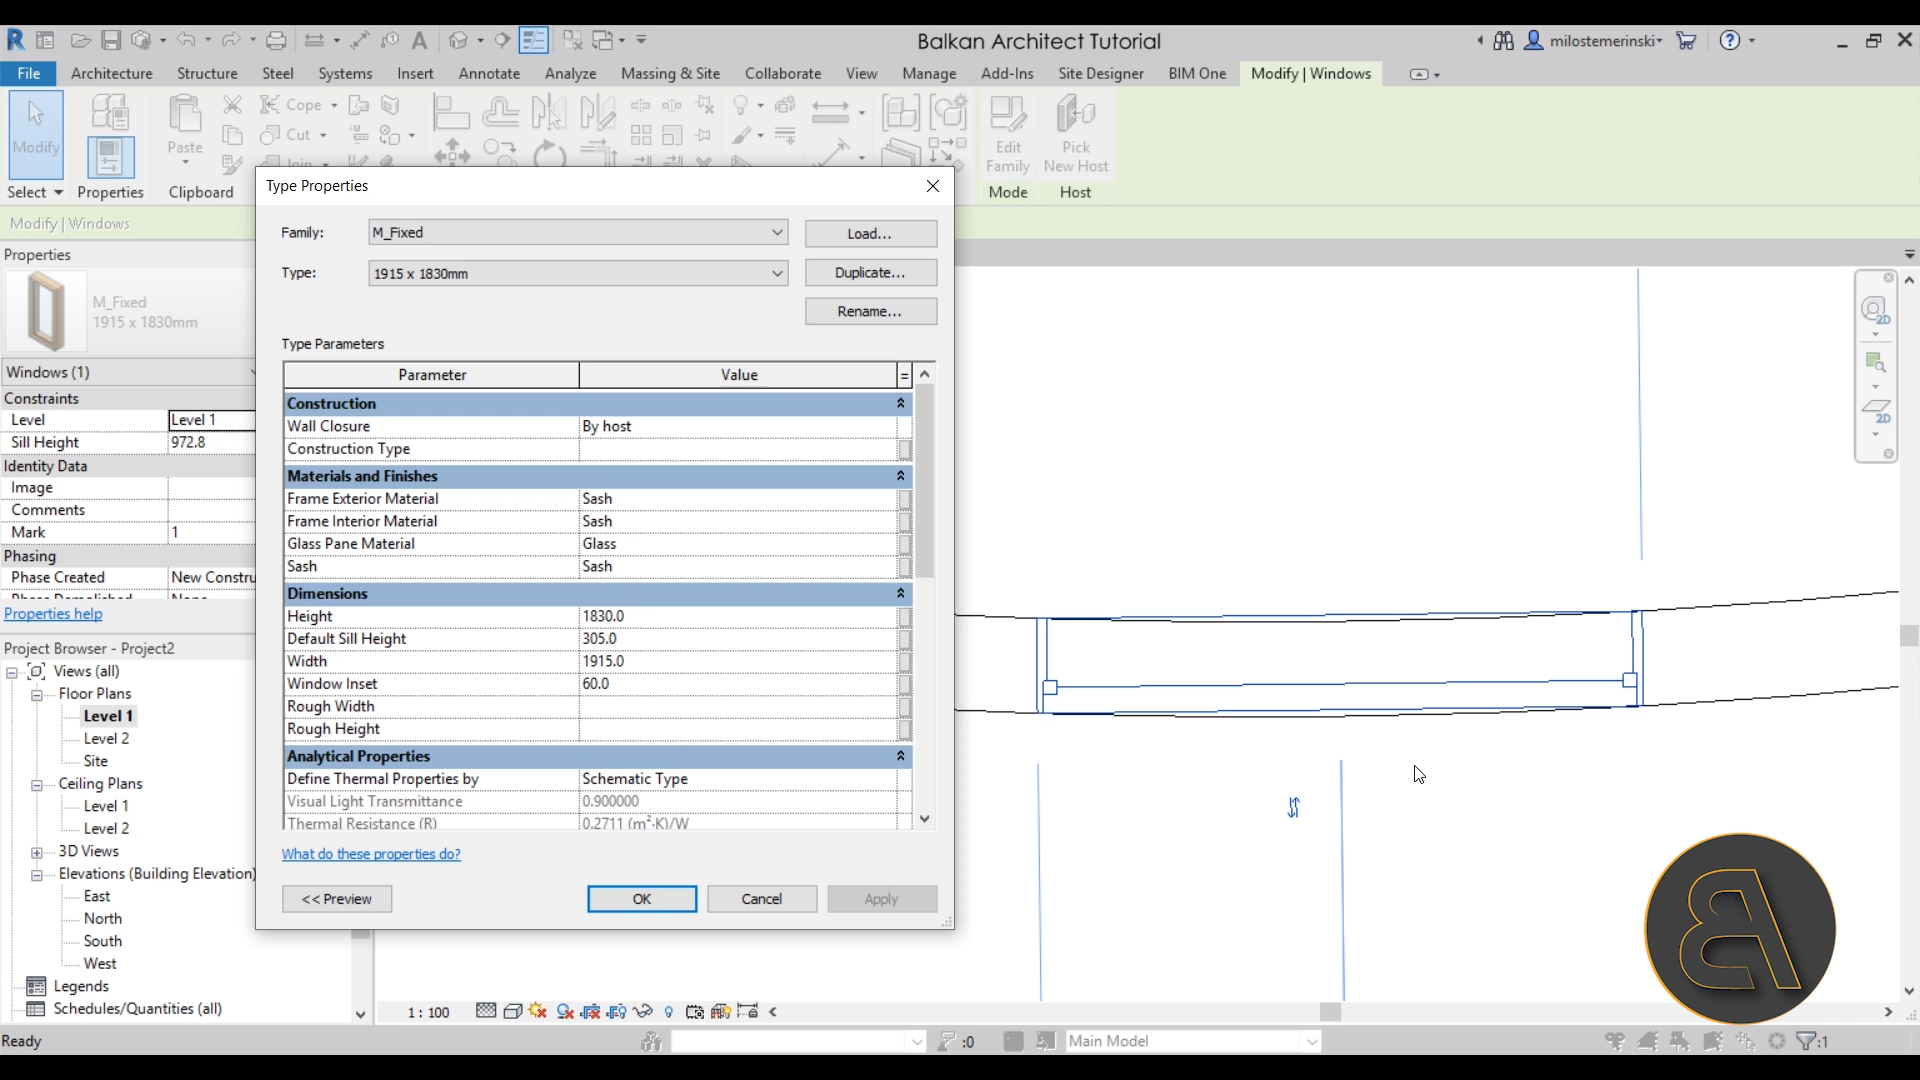 Balkan Architect Tutorial
milostemerinski
File Architecture Structure Steel Systems Insert Annotate Analyze Massing & Site Collaborate View Manage Add-Ins Site Designer BIM One Modify | Windows
Modify
Paste
Cope
Cut
Join
Edit
Family
Pick
New Host
Select Properties Clipboard Mode Host
Modify | Windows
Properties
M_Fixed
1915 x 1830mm
Windows (1)
Constraints
Level Level 1
Sill Height 972.8
Identity Data
Image
Comments
Mark 1
Phasing
Phase Created New Constru
Phase Demolished None
Properties help
Project Browser - Project2
Views (all)
Floor Plans
Level 1
Level 2
Site
Ceiling Plans
Level 1
Level 2
3D Views
Elevations (Building Elevation)
East
North
South
West
Legends
Schedules/Quantities (all)
Type Properties
Family: M_Fixed Load...
Type: 1915 x 1830mm Duplicate...
Rename...
Type Parameters
Parameter Value =
Construction
Wall Closure By host
Construction Type
Materials and Finishes
Frame Exterior Material Sash
Frame Interior Material Sash
Glass Pane Material Glass
Sash Sash
Dimensions
Height 1830.0
Default Sill Height 305.0
Width 1915.0
Window Inset 60.0
Rough Width
Rough Height
Analytical Properties
Define Thermal Properties by Schematic Type
Visual Light Transmittance 0.900000
Thermal Resistance (R) 0.2711 (m²·K)/W
What do these properties do?
<< Preview OK Cancel Apply
2D
2D
1 : 100
Ready
:0
Main Model
:1